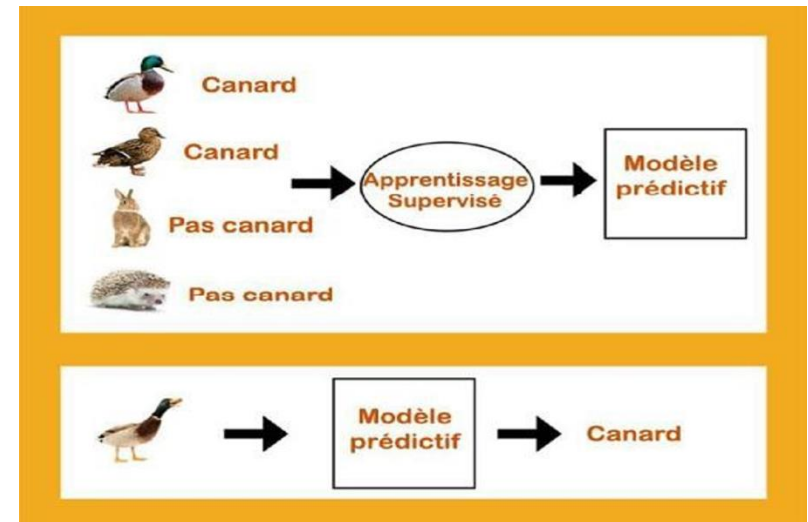 Canard
Canard
Pas canard
Pas canard
Apprentissage
Supervisé
Modèle
prédictif
Modèle
prédictif
Canard